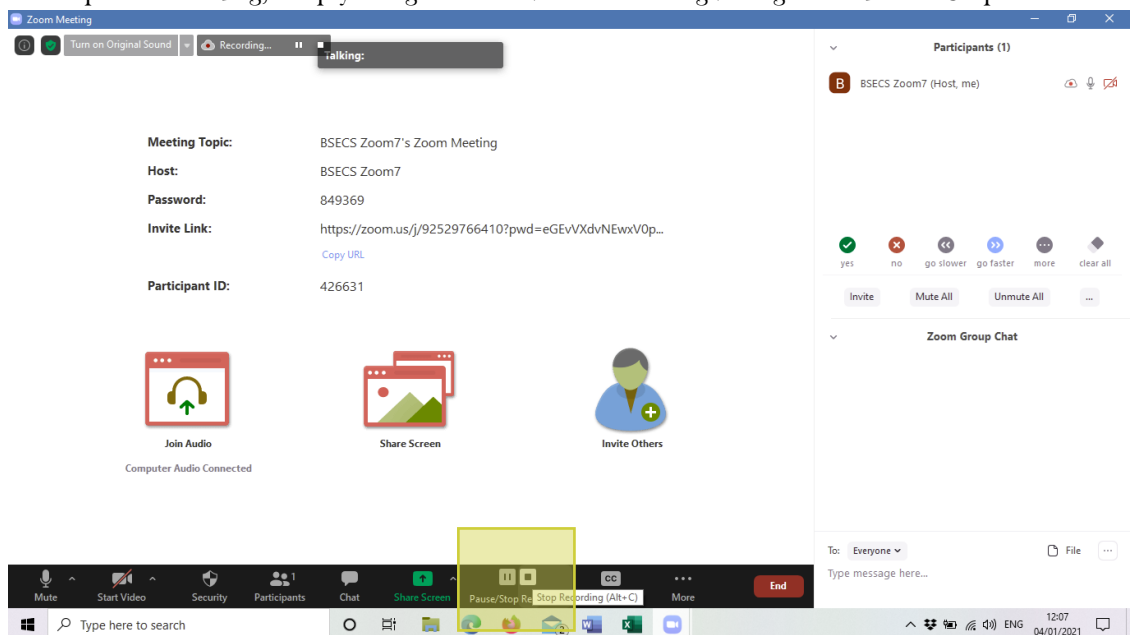 Zoom Meeting
Turn on Original Sound
Recording...
Talking:
Participants (1)
B BSECS Zoom7 (Host, me)
Meeting Topic: BSECS Zoom7's Zoom Meeting
Host: BSECS Zoom7
Password: 849369
Invite Link: https://zoom.us/j/92529766410?pwd=eGEvVXdvNEwxV0p...
Copy URL
Participant ID: 426631
yes no go slower go faster more clear all
Invite Mute All Unmute All ...
Zoom Group Chat
Join Audio Share Screen Invite Others
Computer Audio Connected
To: Everyone File
Type message here...
1 CC
Mute Start Video Security Participants Chat Share Screen Pause/Stop Re Stop Recording (Alt+C) More End
Type here to search
2
ENG 12:07
04/01/2021